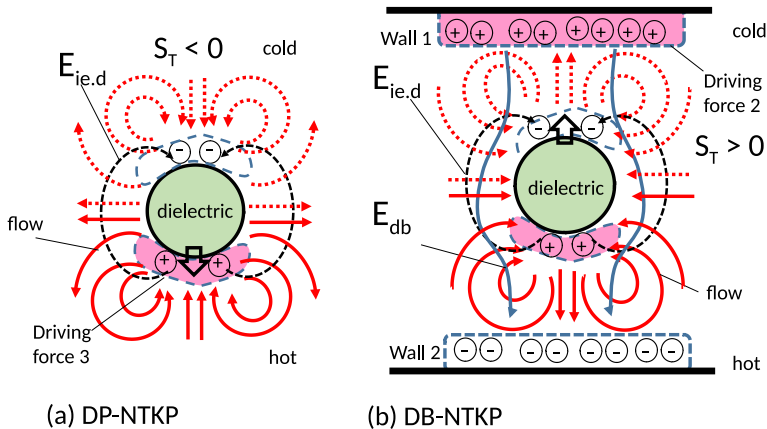 S_T < 0
cold
E_ie.d
-
-
dielectric
flow
+
+
Driving
force 3
hot
(a) DP-NTKP
Wall 1
+ + + + + + + +
cold
Driving
force 2
E_ie.d
-
-
S_T > 0
dielectric
E_db
+
+
flow
Wall 2
- - - - - - - -
hot
(b) DB-NTKP